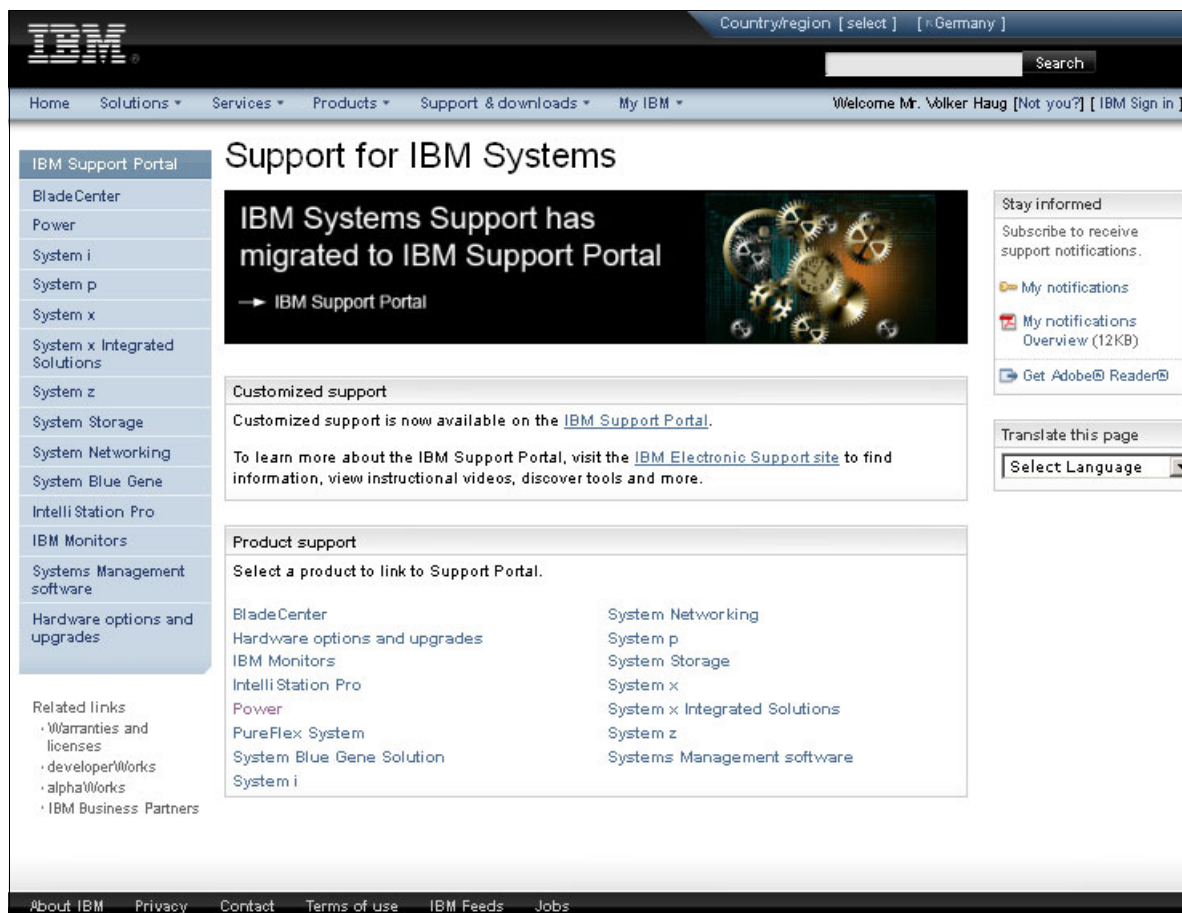 Country/region [ select ] [ Germany ]
IBM ®
Search
Home Solutions Services Products Support & downloads My IBM Welcome Mr. Volker Haug [Not you?] [ IBM Sign in ]
IBM Support Portal
BladeCenter
Power
System i
System p
System x
System x Integrated
Solutions
System z
System Storage
System Networking
System Blue Gene
IntelliStation Pro
IBM Monitors
Systems Management
software
Hardware options and
upgrades
Related links
· Warranties and
licenses
· developerWorks
· alphaWorks
· IBM Business Partners
Support for IBM Systems
IBM Systems Support has
migrated to IBM Support Portal
→ IBM Support Portal
Customized support
Customized support is now available on the IBM Support Portal.
To learn more about the IBM Support Portal, visit the IBM Electronic Support site to find
information, view instructional videos, discover tools and more.
Product support
Select a product to link to Support Portal.
BladeCenter
Hardware options and upgrades
IBM Monitors
IntelliStation Pro
Power
PureFlex System
System Blue Gene Solution
System i
System Networking
System p
System Storage
System x
System x Integrated Solutions
System z
Systems Management software
Stay informed
Subscribe to receive
support notifications.
My notifications
My notifications
Overview (12KB)
Get Adobe® Reader®
Translate this page
Select Language
About IBM Privacy Contact Terms of use IBM Feeds Jobs